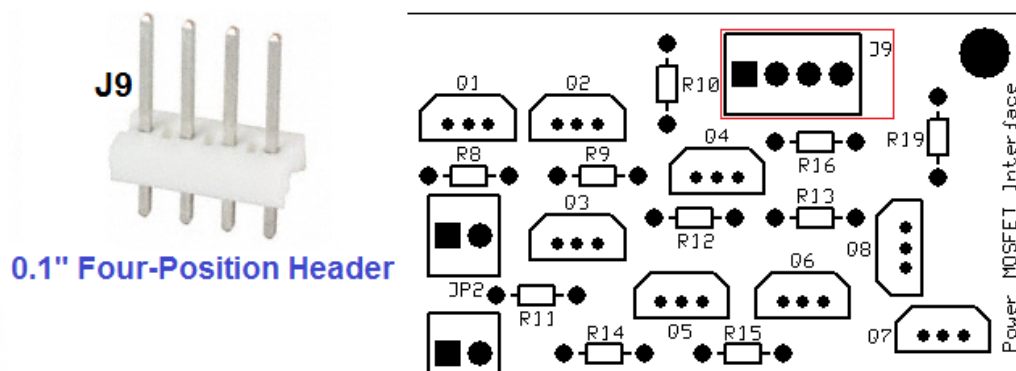 J9
0.1" Four-Position Header
J9
Q1
Q2
R10
Q4
R19
R8
R9
R16
Q3
R12
R13
Q8
JP2
R11
Q6
R14
Q5
R15
Q7
Power MOSFET Interface